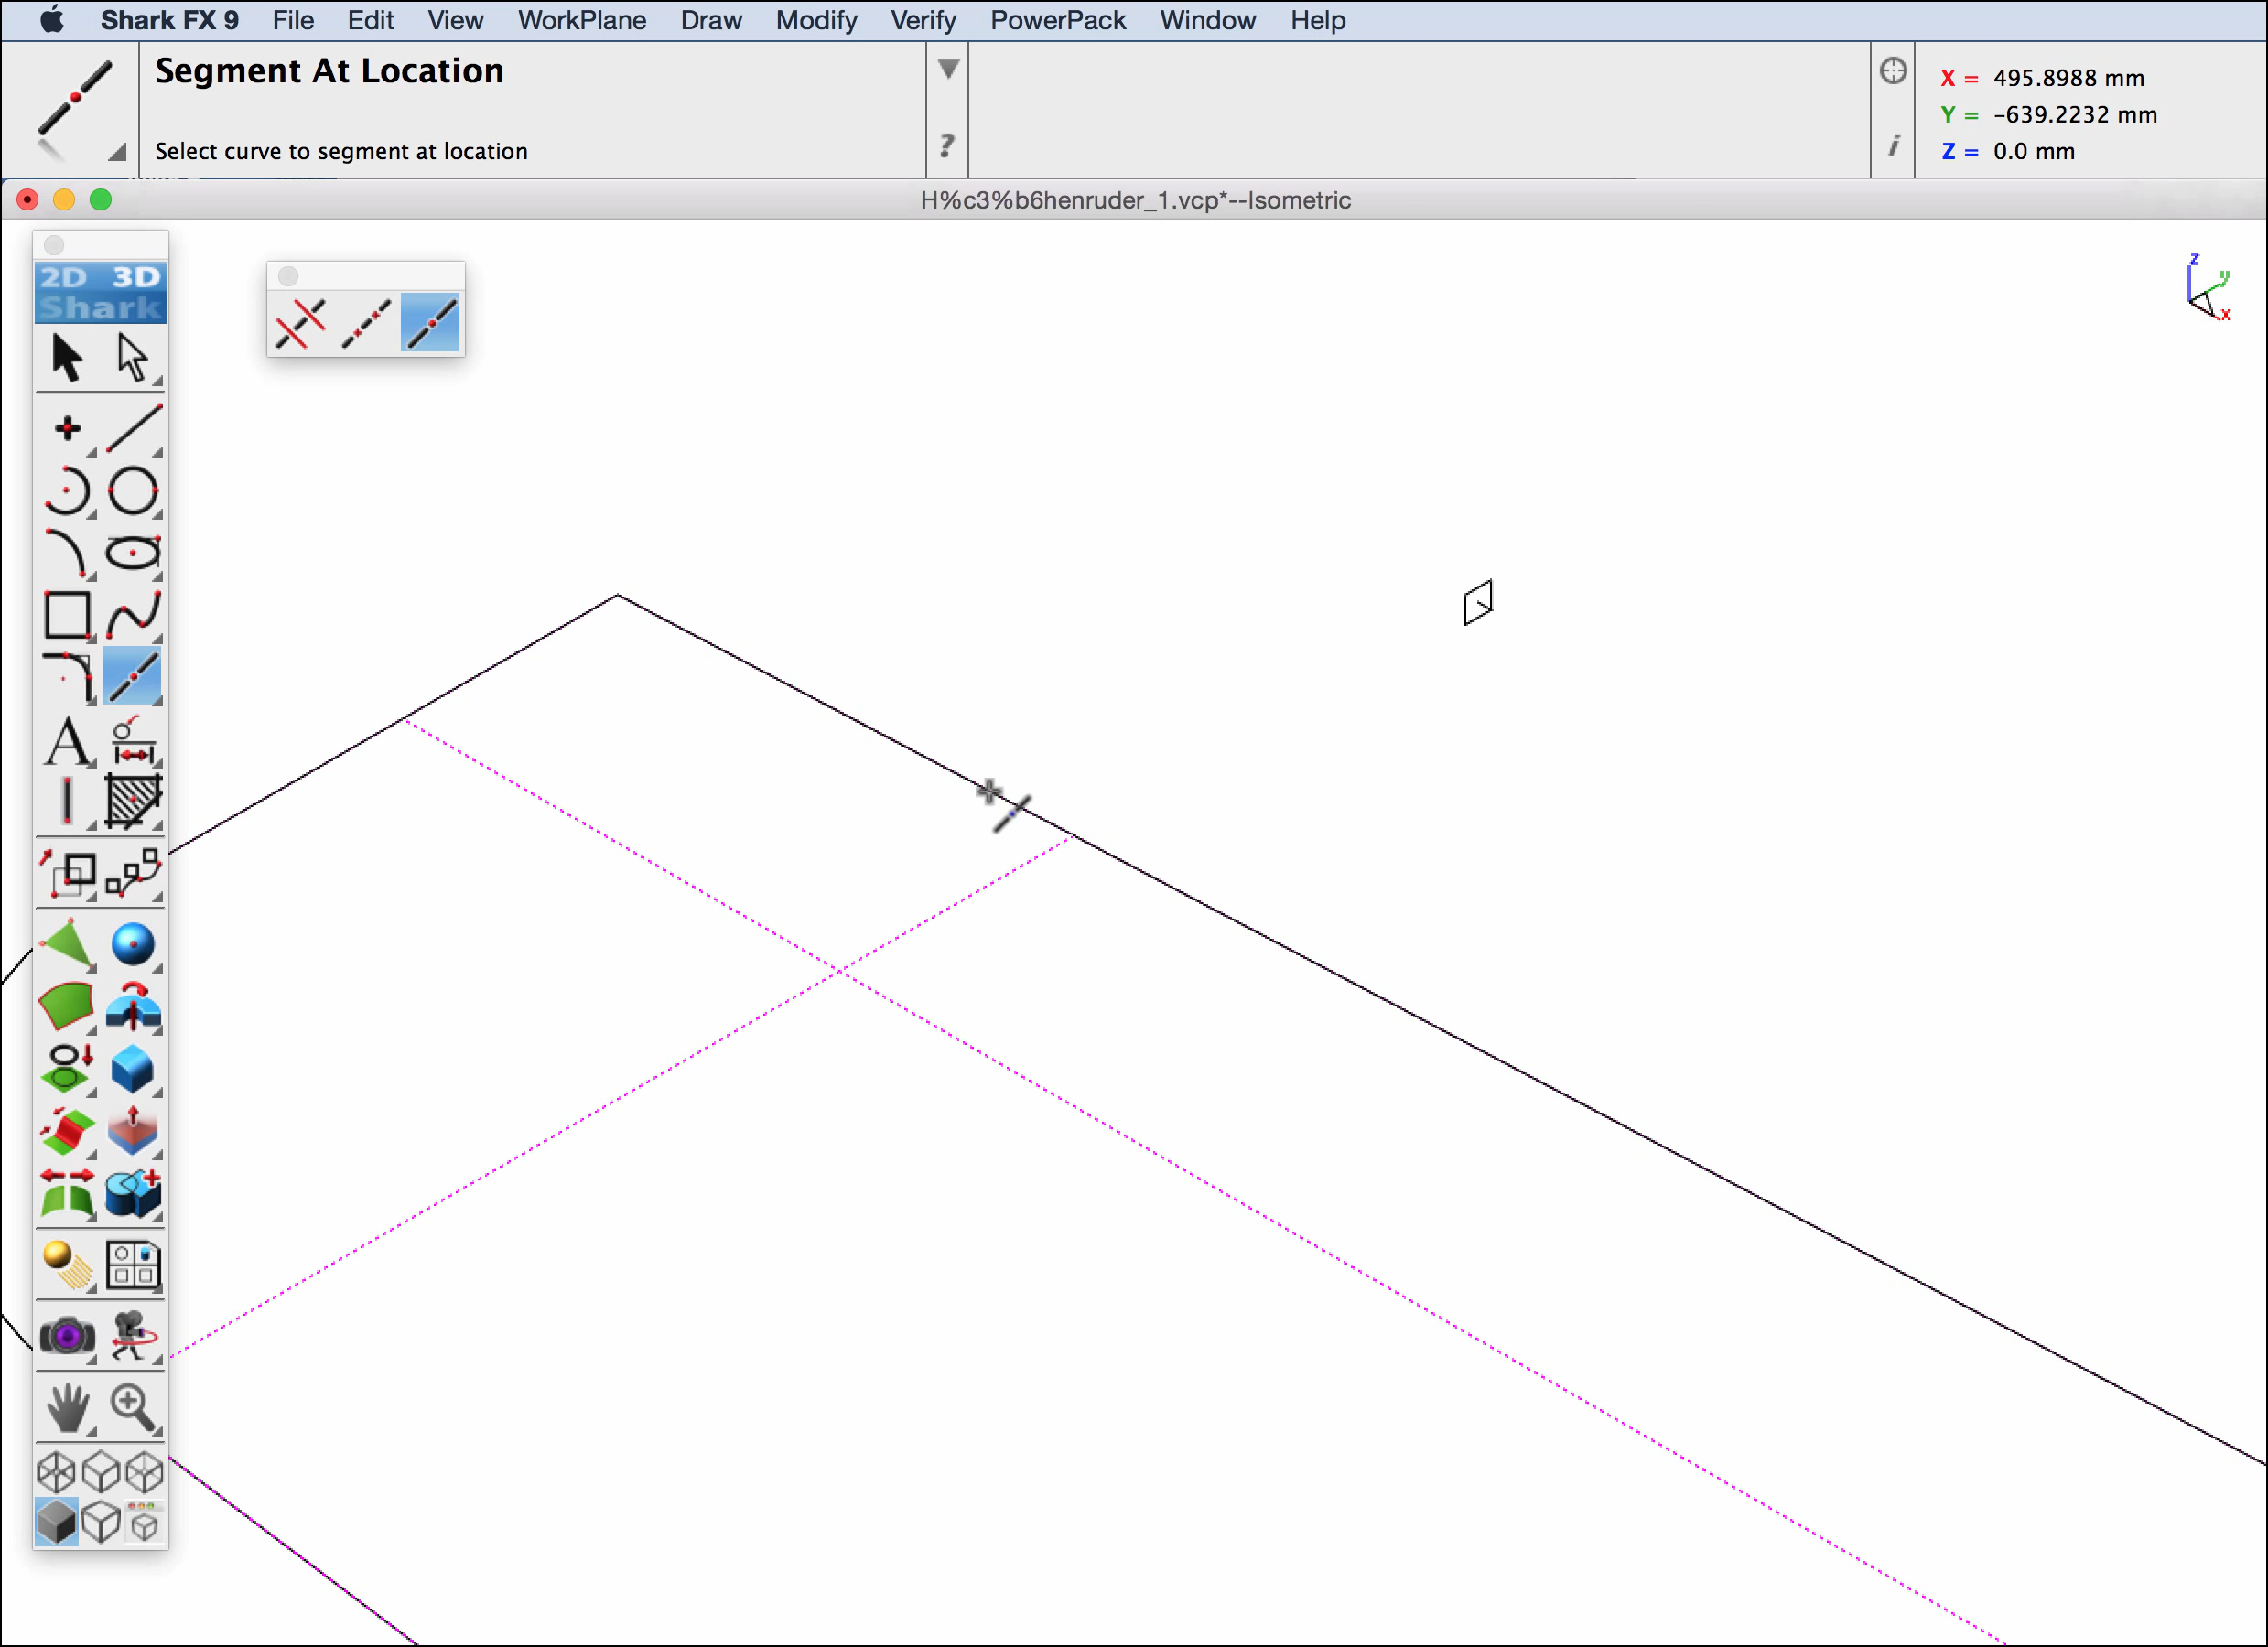 Shark FX 9 File Edit View WorkPlane Draw Modify Verify PowerPack Window Help
Segment At Location
Select curve to segment at location
?
i
X = 495.8988 mm
Y = -639.2232 mm
Z = 0.0 mm
H%c3%b6henruder_1.vcp*--Isometric
2D 3D
Shark
A
z
y
x